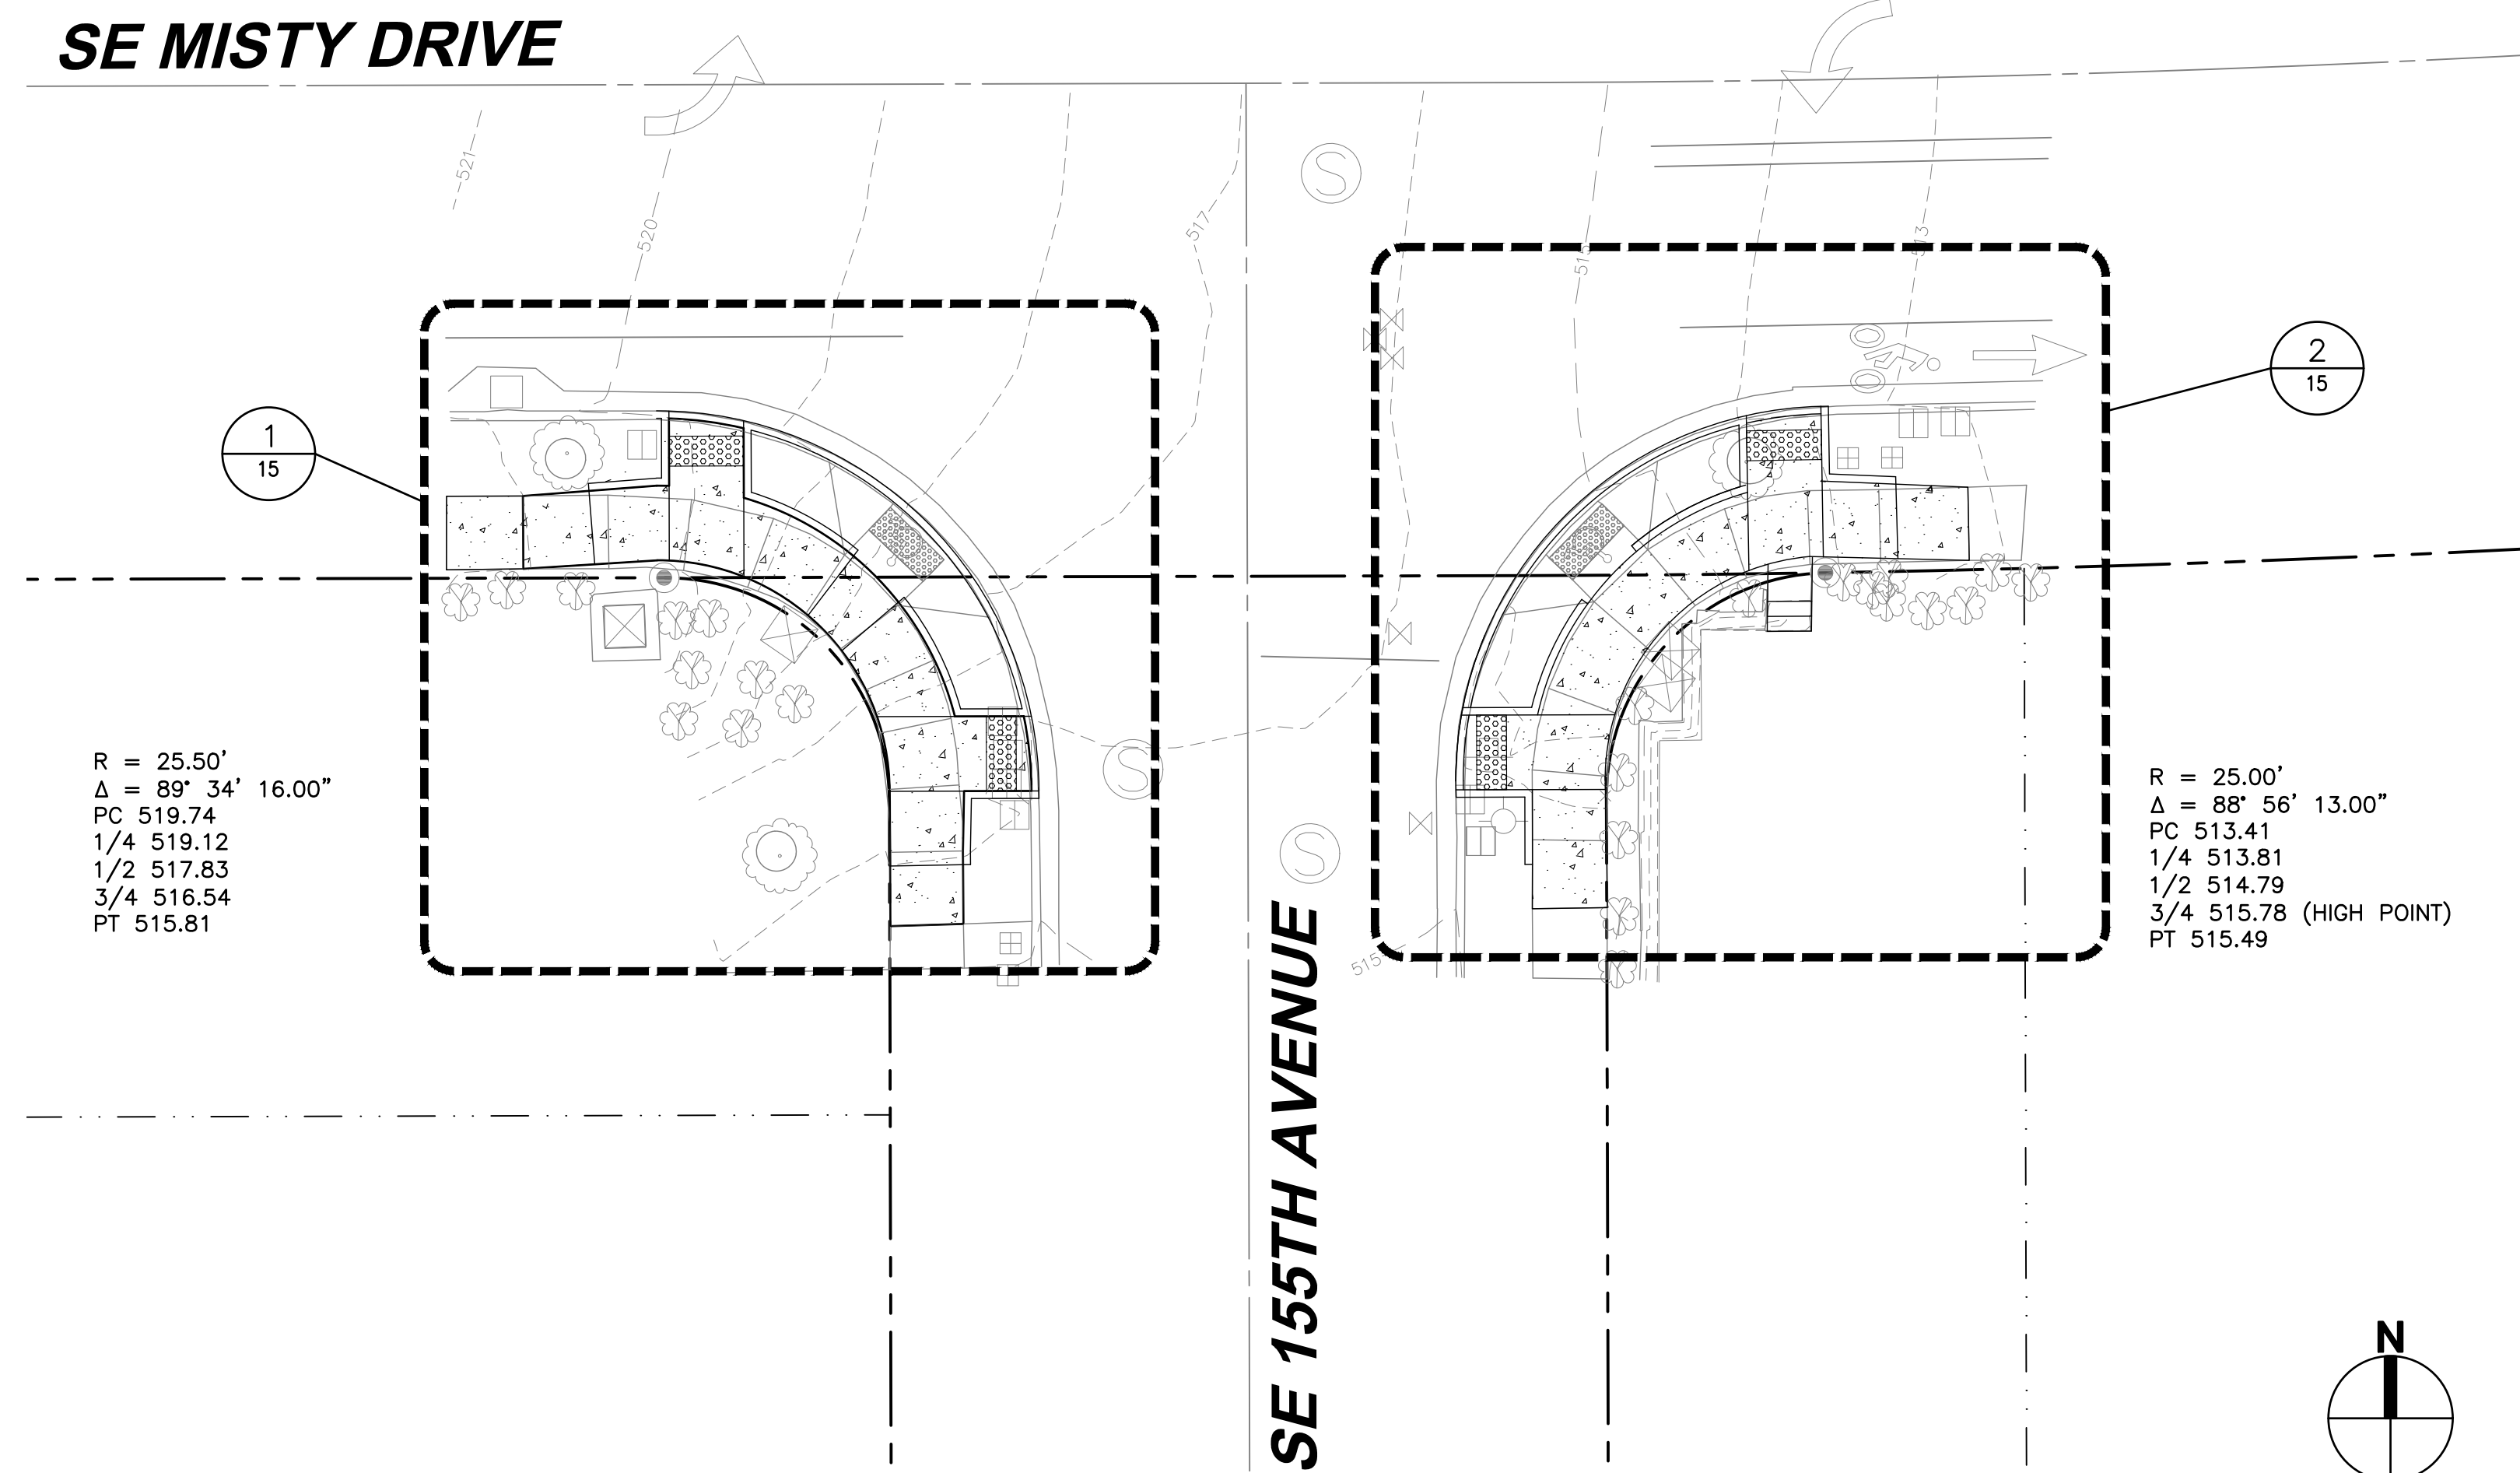 SE MISTY DRIVE
521
520
517
515
513
1
15
2
15
S
S
S
R = 25.50'
Δ = 89° 34' 16.00"
PC 519.74
1/4 519.12
1/2 517.83
3/4 516.54
PT 515.81
R = 25.00'
Δ = 88° 56' 13.00"
PC 513.41
1/4 513.81
1/2 514.79
3/4 515.78 (HIGH POINT)
PT 515.49
515
SE 155TH AVENUE
N